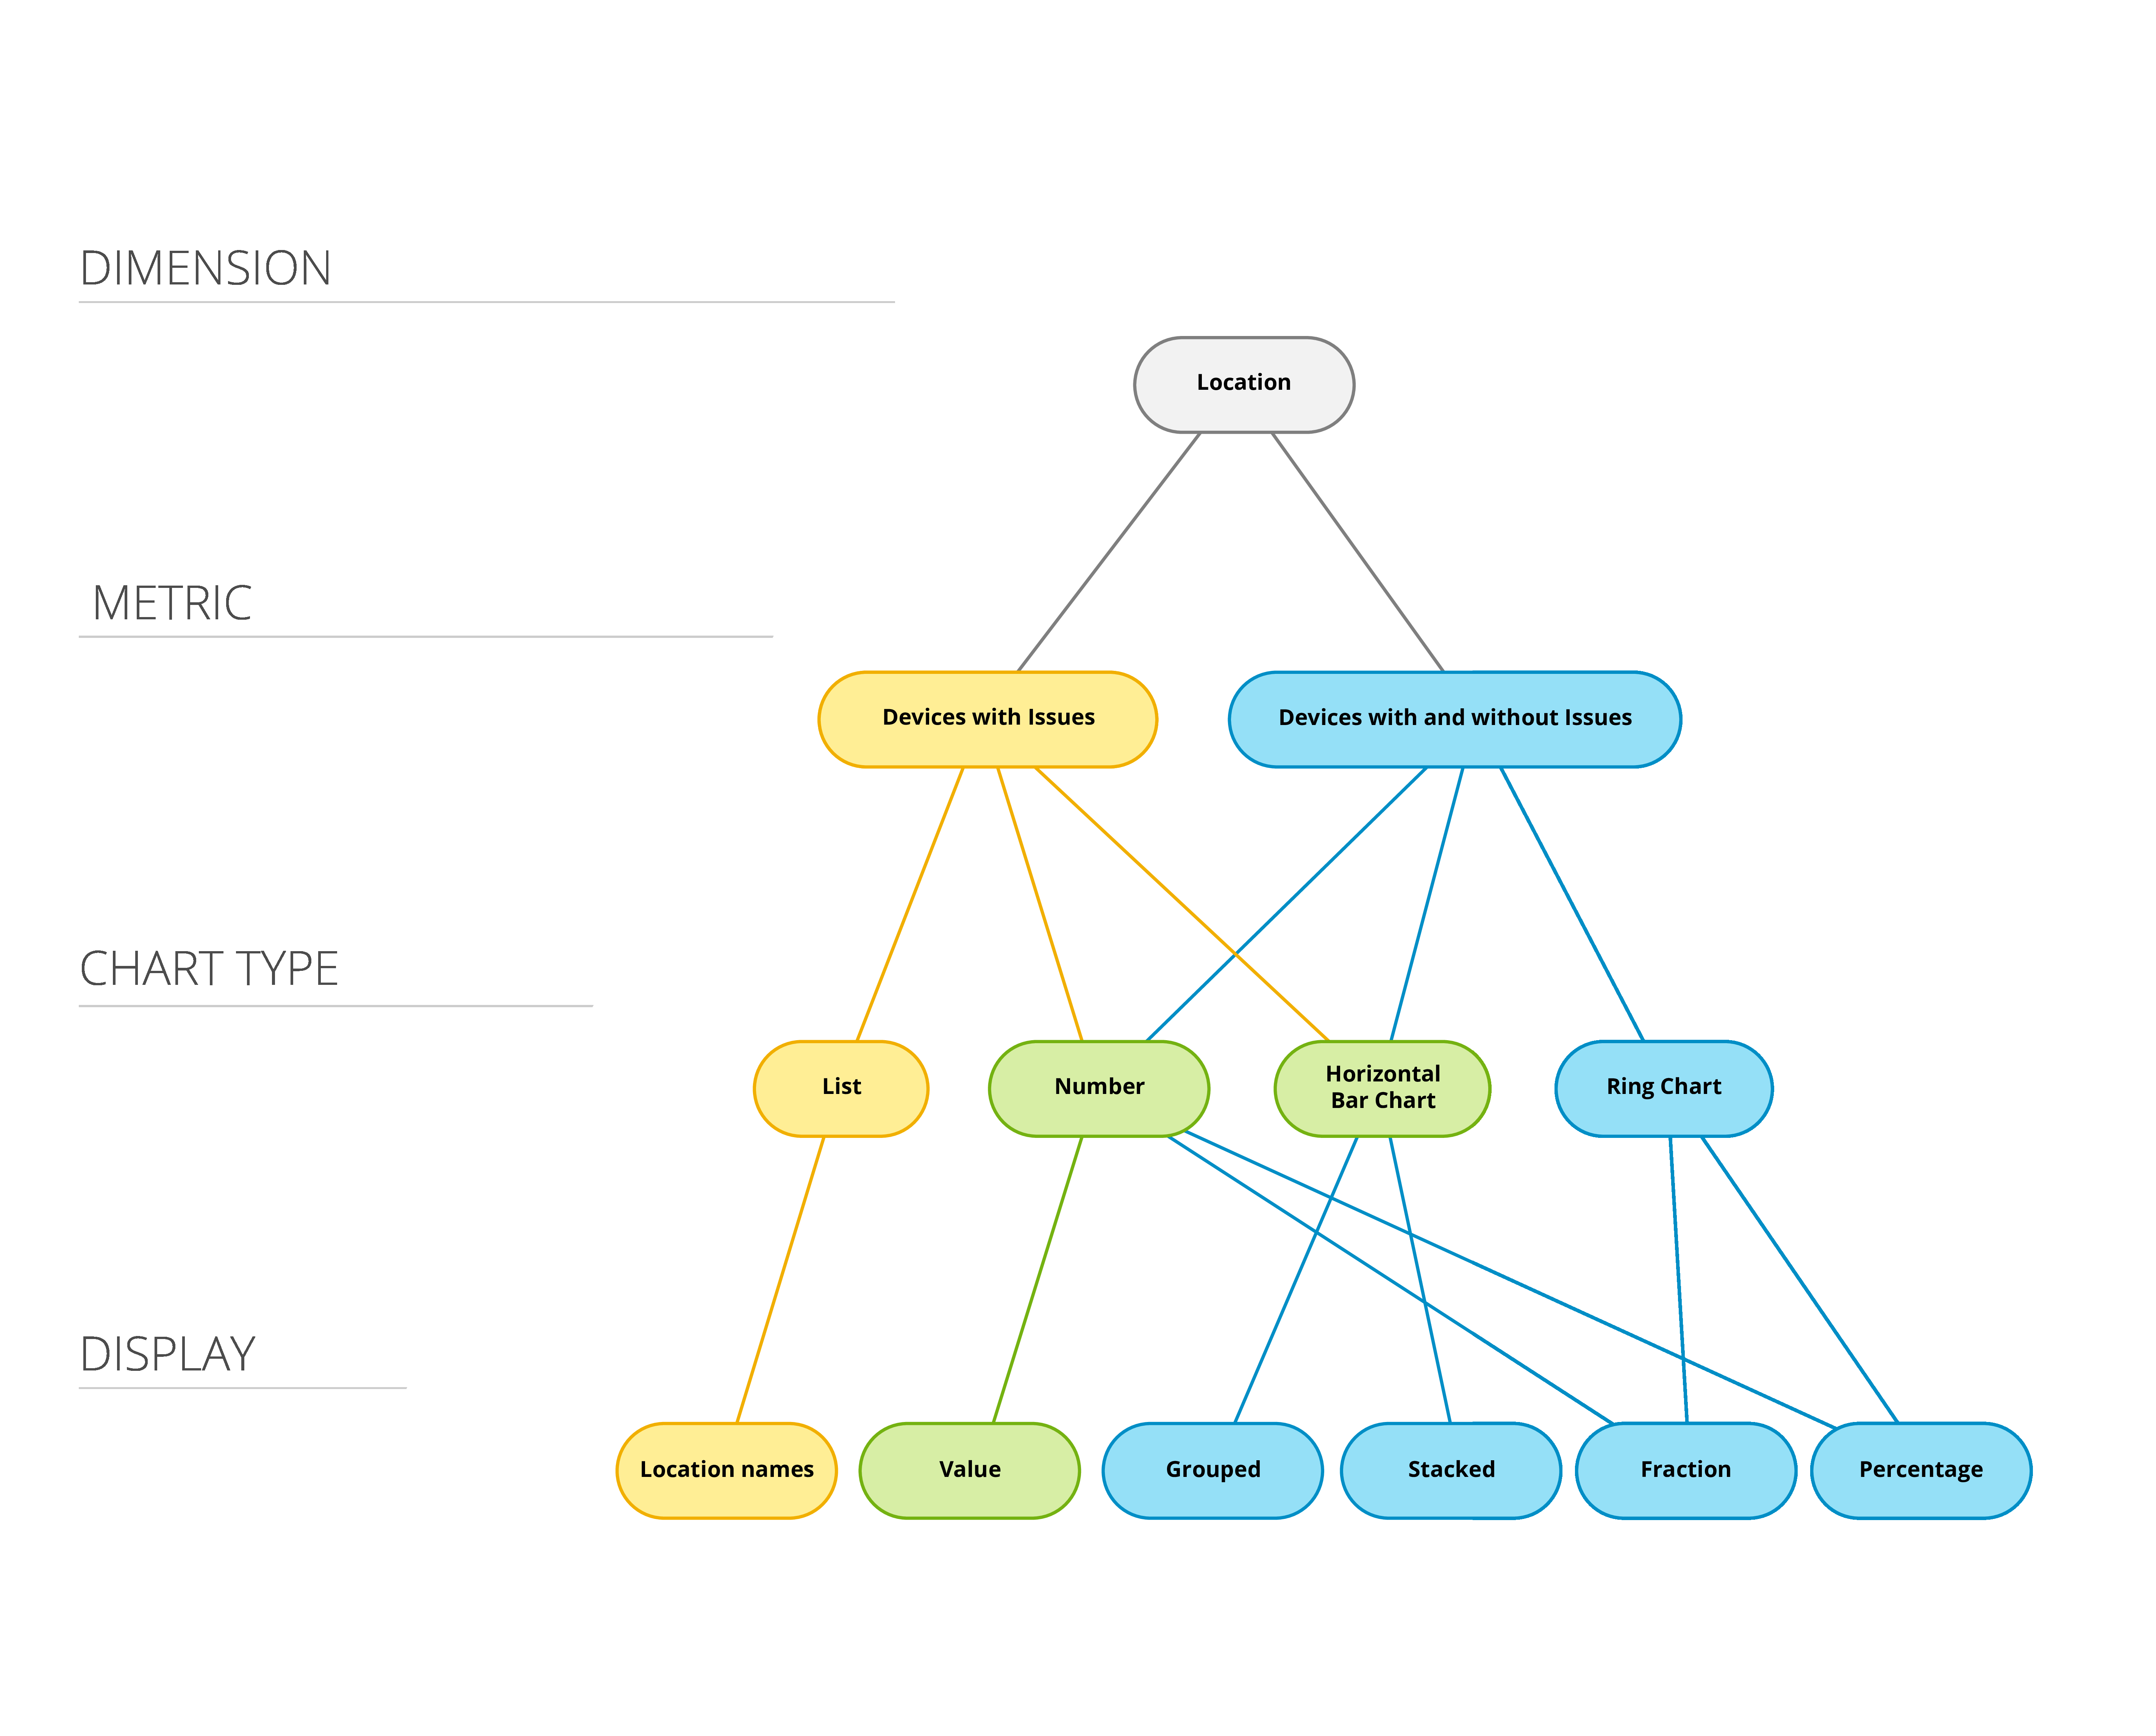 DIMENSION
Location
METRIC
Devices with Issues
Devices with and without Issues
CHART TYPE
List
Number
Horizontal
Bar Chart
Ring Chart
DISPLAY
Location names
Value
Grouped
Stacked
Fraction
Percentage